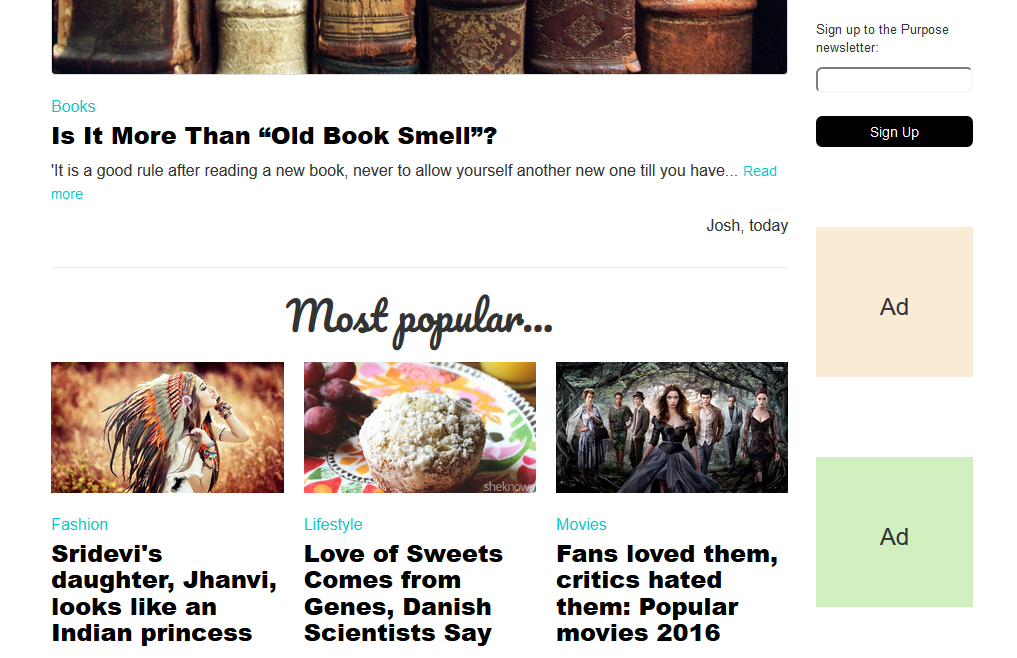 Books
Is It More Than “Old Book Smell”?
'It is a good rule after reading a new book, never to allow yourself another new one till you have... Read
more
Josh, today
Most popular...
sheknows
Fashion
Sridevi's
daughter, Jhanvi,
looks like an
Indian princess
Lifestyle
Love of Sweets
Comes from
Genes, Danish
Scientists Say
Movies
Fans loved them,
critics hated
them: Popular
movies 2016
Sign up to the Purpose
newsletter:
Sign Up
Ad
Ad